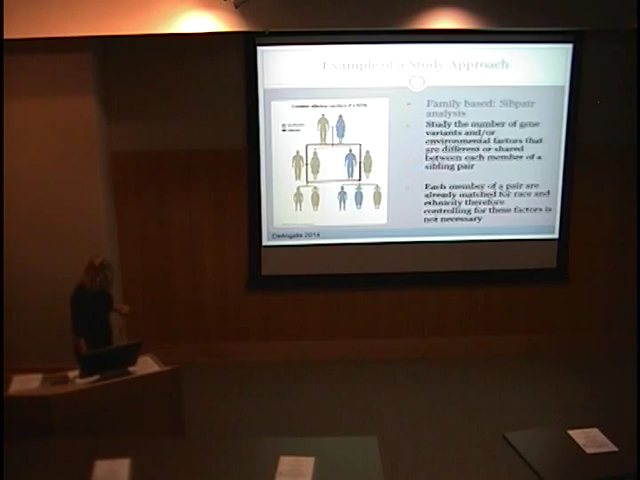 Example of a Study Approach
Family based: Sibpair
analysis
Study the number of gene
variants and/or
environmental factors that
are different or shared
between each member of a
sibling pair
Each member of a pair are
already matched for race and
ethnicity therefore
controlling for these factors is
not necessary